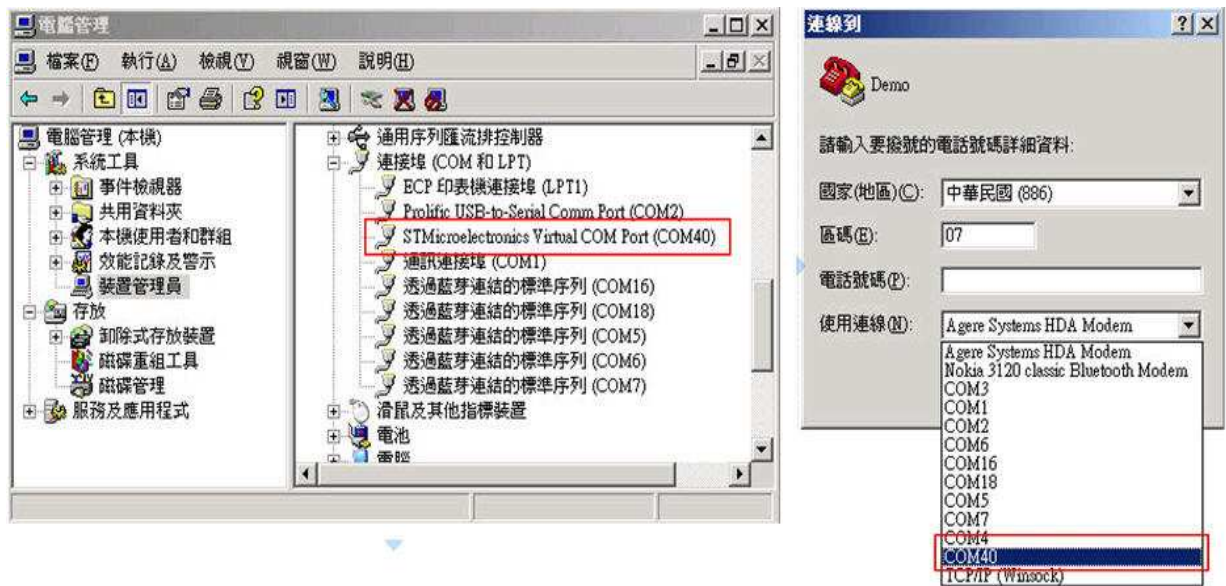 電腦管理
檔案(F) 執行(A) 檢視(V) 視窗(W) 說明(H)
電腦管理 (本機)
系統工具
事件檢視器
共用資料夾
本機使用者和群組
效能記錄及警示
裝置管理員
存放
卸除式存放裝置
磁碟重組工具
磁碟管理
服務及應用程式
通用序列匯流排控制器
連接埠 (COM 和 LPT)
ECP 印表機連接埠 (LPT1)
Prolific USB-to-Serial Comm Port (COM2)
STMicroelectronics Virtual COM Port (COM40)
通訊連接埠 (COM1)
透過藍芽連結的標準序列 (COM16)
透過藍芽連結的標準序列 (COM18)
透過藍芽連結的標準序列 (COM5)
透過藍芽連結的標準序列 (COM6)
透過藍芽連結的標準序列 (COM7)
滑鼠及其他指標裝置
電池
電腦
連線到
Demo
請輸入要撥號的電話號碼詳細資料:
國家(地區)(C): 中華民國 (886)
區碼(E): 07
電話號碼(P):
使用連線(N): Agere Systems HDA Modem
Agere Systems HDA Modem
Nokia 3120 classic Bluetooth Modem
COM3
COM1
COM2
COM6
COM16
COM18
COM5
COM7
COM4
COM40
TCP/IP (Winsock)